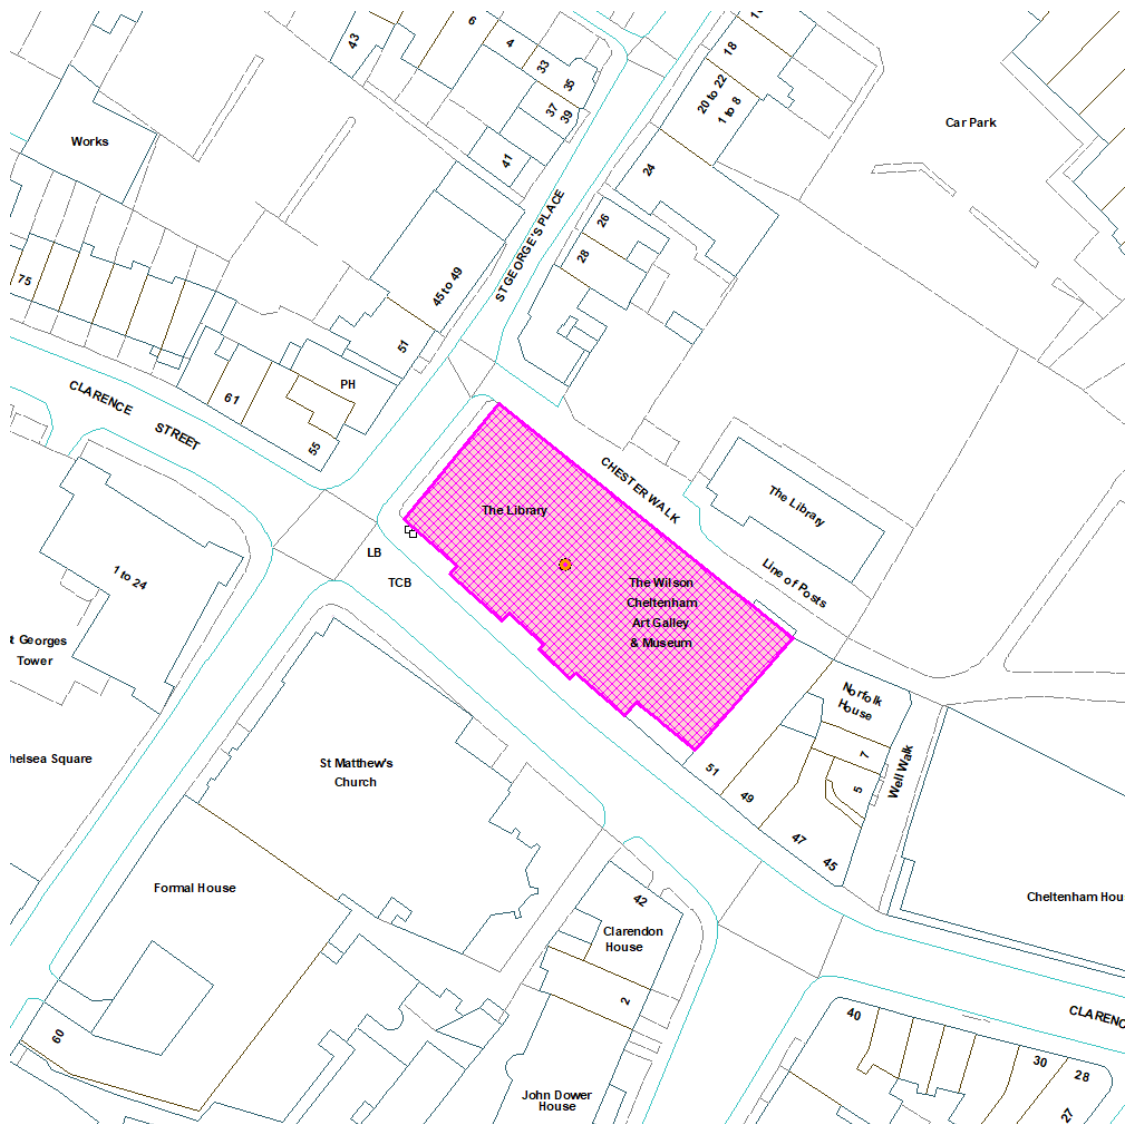 43
6
4
33
35
37
39
41
18
20 to 22
1 to 8
24
Car Park
Works
ST GEORGE'S PLACE
26
28
45 to 49
51
75
PH
61
55
CLARENCE
STREET
CHESTER WALK
The Library
The Library
Line of Posts
LB
TCB
1 to 24
The Wilson
Cheltenham
Art Galley
& Museum
t Georges
Tower
Norfolk
House
7
5
Well Walk
helsea Square
St Matthew's
Church
51
49
47
45
Formal House
42
Clarendon
House
2
Cheltenham Hou
60
40
CLARENC
30
28
27
John Dower
House